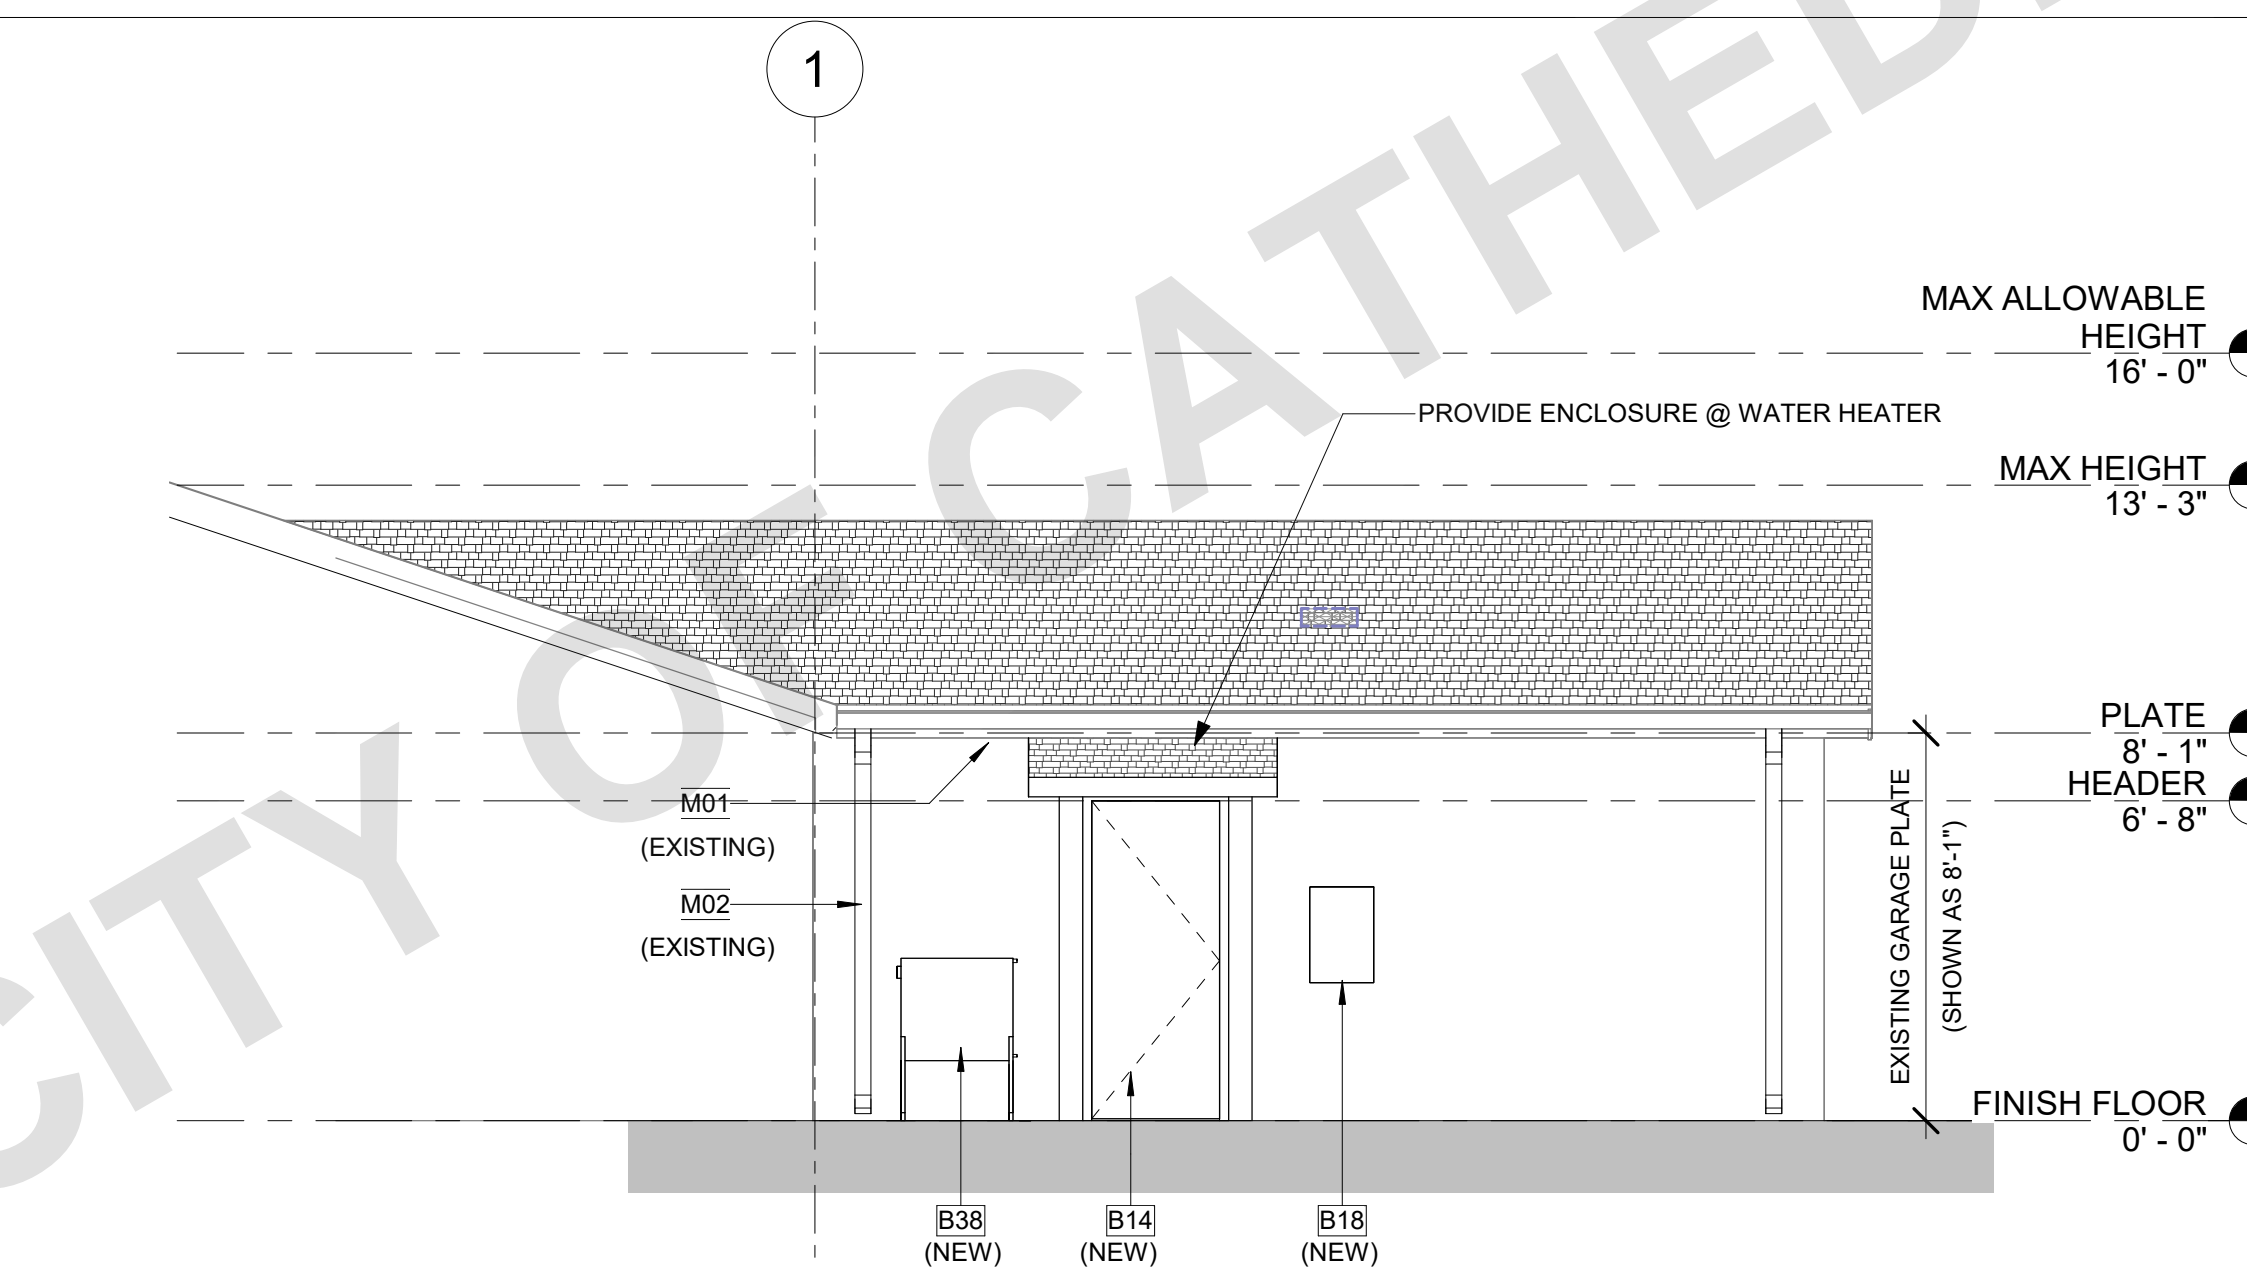 1
MAX ALLOWABLE
HEIGHT
16' - 0"
PROVIDE ENCLOSURE @ WATER HEATER
MAX HEIGHT
13' - 3"
PLATE
8' - 1"
HEADER
6' - 8"
M01
(EXISTING)
M02
(EXISTING)
EXISTING GARAGE PLATE
(SHOWN AS 8'-1")
FINISH FLOOR
0' - 0"
B38
(NEW)
B14
(NEW)
B18
(NEW)
CITY OF CATHED